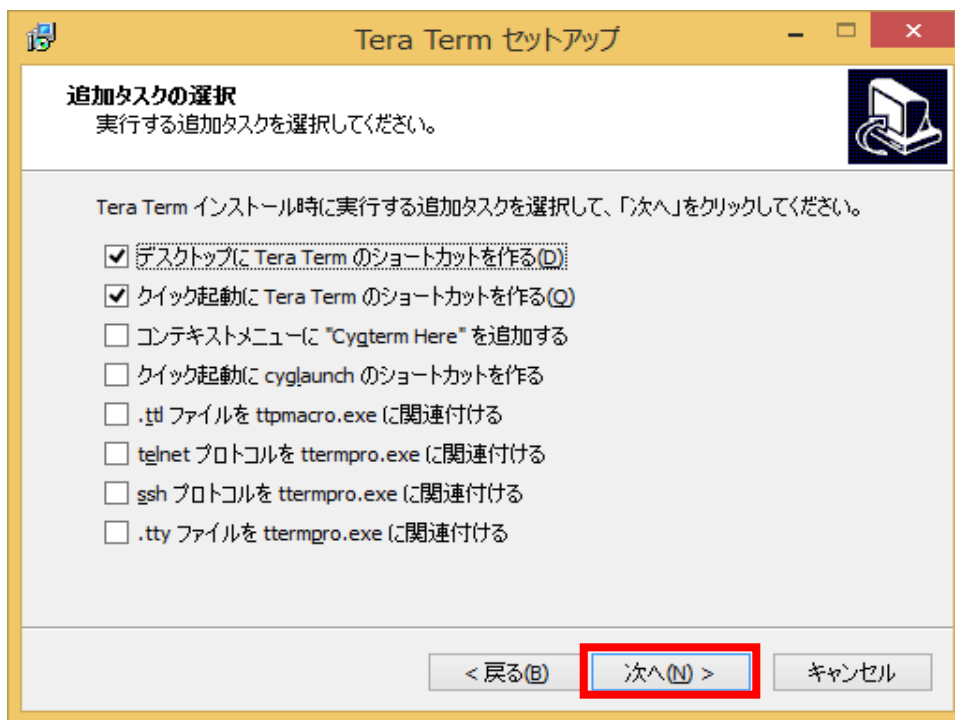 Tera Term セットアップ
追加タスクの選択
実行する追加タスクを選択してください。
Tera Term インストール時に実行する追加タスクを選択して、「次へ」をクリックしてください。
デスクトップに Tera Term のショートカットを作る(D)
クイック起動に Tera Term のショートカットを作る(Q)
コンテキストメニューに "Cygterm Here" を追加する
クイック起動に cyglaunch のショートカットを作る
.ttl ファイルを ttpmacro.exe に関連付ける
telnet プロトコルを ttermpro.exe に関連付ける
ssh プロトコルを ttermpro.exe に関連付ける
.tty ファイルを ttermpro.exe に関連付ける
< 戻る(B) 次へ(N) > キャンセル